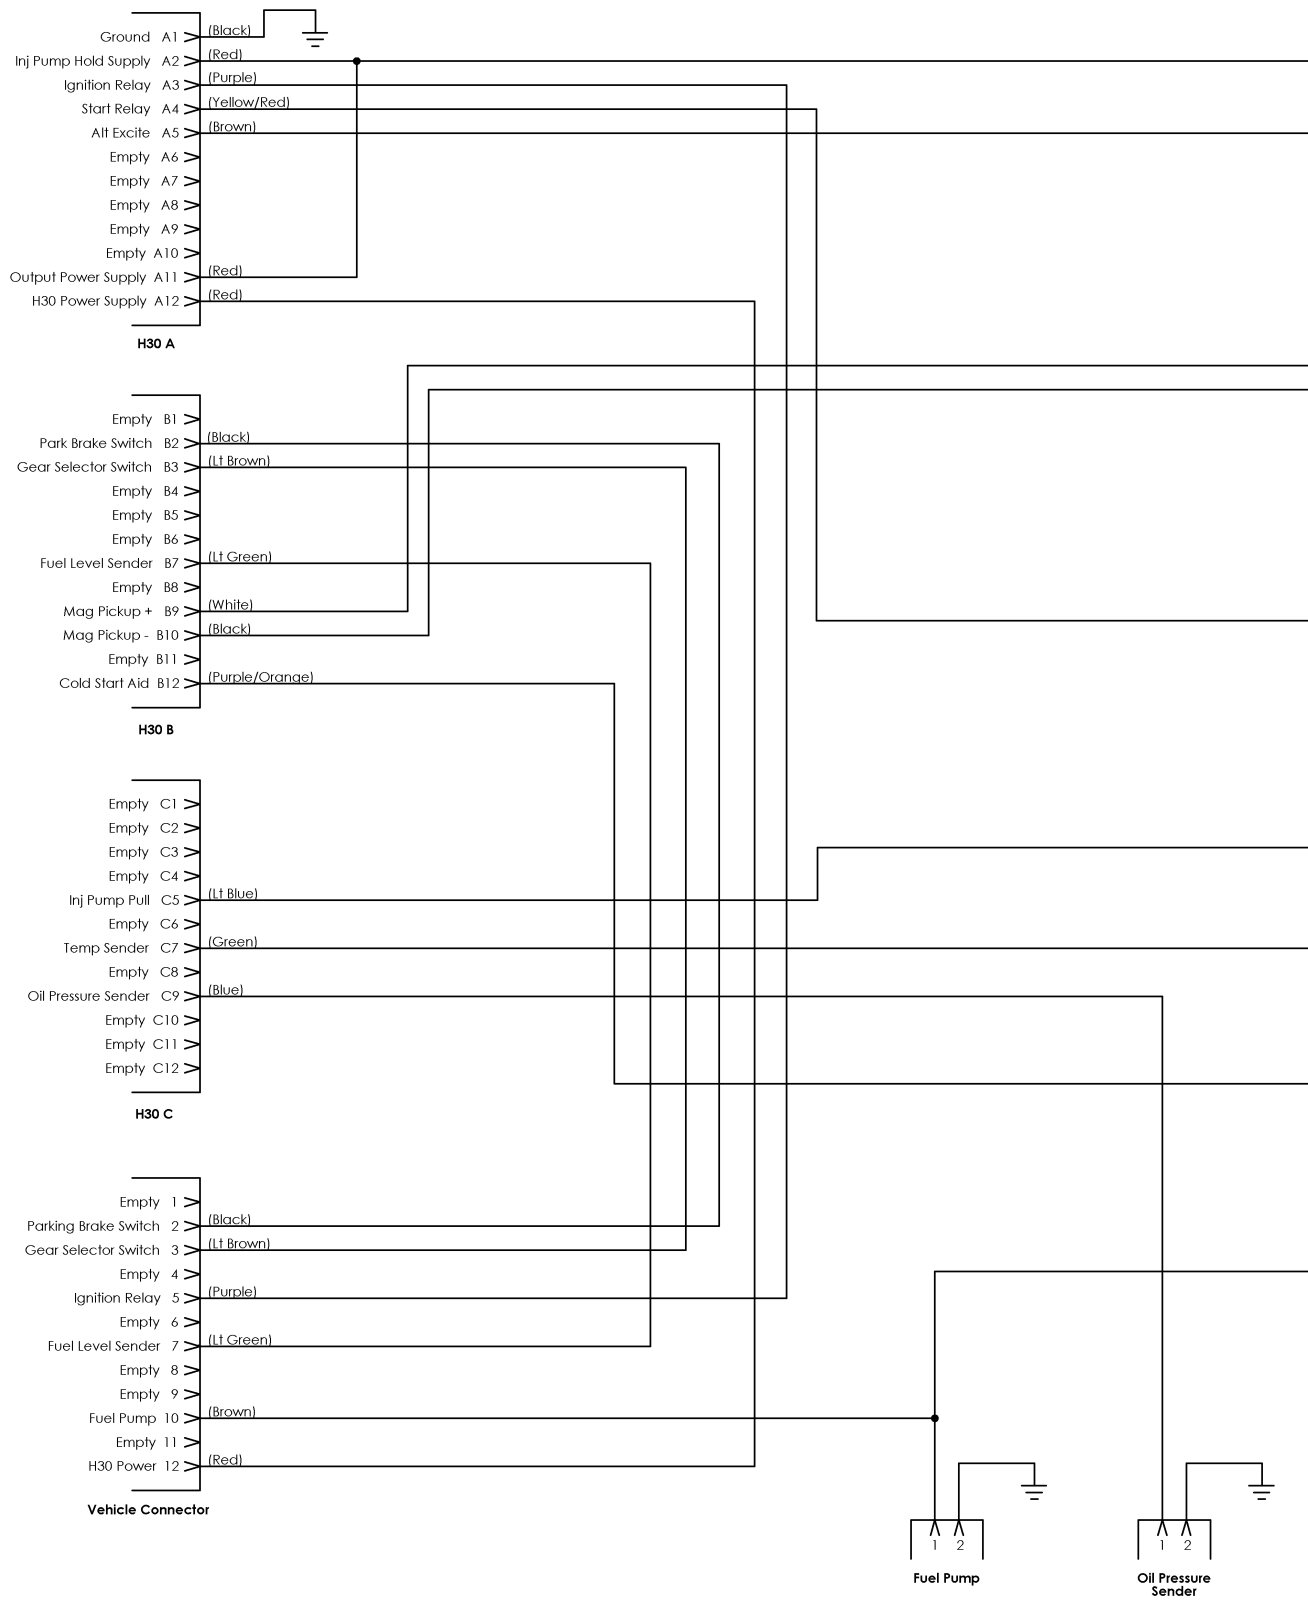 Ground A1 (Black)
Inj Pump Hold Supply A2 (Red)
Ignition Relay A3 (Purple)
Start Relay A4 (Yellow/Red)
Alt Excite A5 (Brown)
Empty A6
Empty A7
Empty A8
Empty A9
Empty A10
Output Power Supply A11 (Red)
H30 Power Supply A12 (Red)
H30 A
Empty B1
Park Brake Switch B2 (Black)
Gear Selector Switch B3 (Lt Brown)
Empty B4
Empty B5
Empty B6
Fuel Level Sender B7 (Lt Green)
Empty B8
Mag Pickup + B9 (White)
Mag Pickup - B10 (Black)
Empty B11
Cold Start Aid B12 (Purple/Orange)
H30 B
Empty C1
Empty C2
Empty C3
Empty C4
Inj Pump Pull C5 (Lt Blue)
Empty C6
Temp Sender C7 (Green)
Empty C8
Oil Pressure Sender C9 (Blue)
Empty C10
Empty C11
Empty C12
H30 C
Empty 1
Parking Brake Switch 2 (Black)
Gear Selector Switch 3 (Lt Brown)
Empty 4
Ignition Relay 5 (Purple)
Empty 6
Fuel Level Sender 7 (Lt Green)
Empty 8
Empty 9
Fuel Pump 10 (Brown)
Empty 11
H30 Power 12 (Red)
Vehicle Connector
1 2
Fuel Pump
1 2
Oil Pressure
Sender